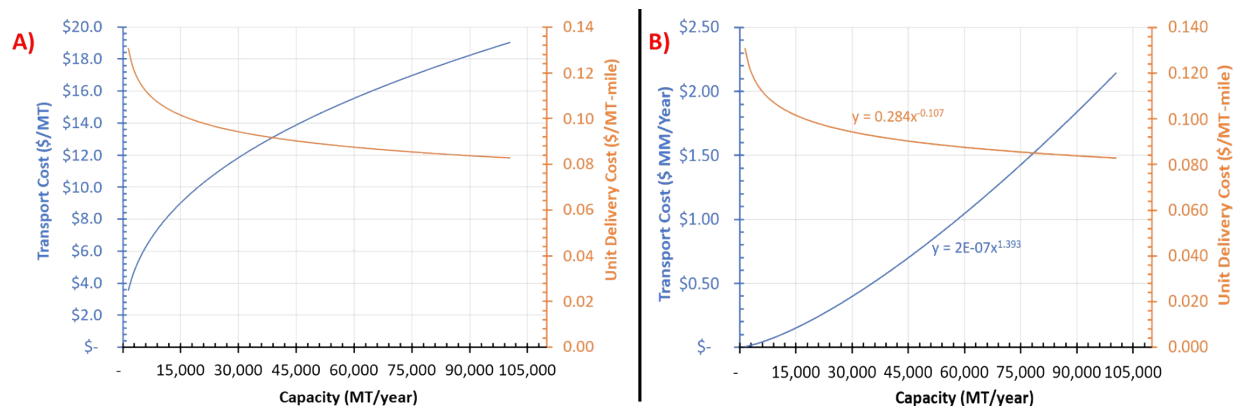 A)
Transport Cost ($/MT)
$20.0
$18.0
$16.0
$14.0
$12.0
$10.0
$8.0
$6.0
$4.0
$2.0
$-
0.14
0.12
0.10
0.08
0.06
0.04
0.02
0.00
Unit Delivery Cost ($/MT-mile)
- 15,000 30,000 45,000 60,000 75,000 90,000 105,000
Capacity (MT/year)
B)
Transport Cost ($ MM/Year)
$2.50
$2.00
$1.50
$1.00
$0.50
$-
y = 0.284x^-0.107
y = 2E-07x^1.393
0.140
0.120
0.100
0.080
0.060
0.040
0.020
0.000
Unit Delivery Cost ($/MT-mile)
- 15,000 30,000 45,000 60,000 75,000 90,000 105,000
Capacity (MT/year)